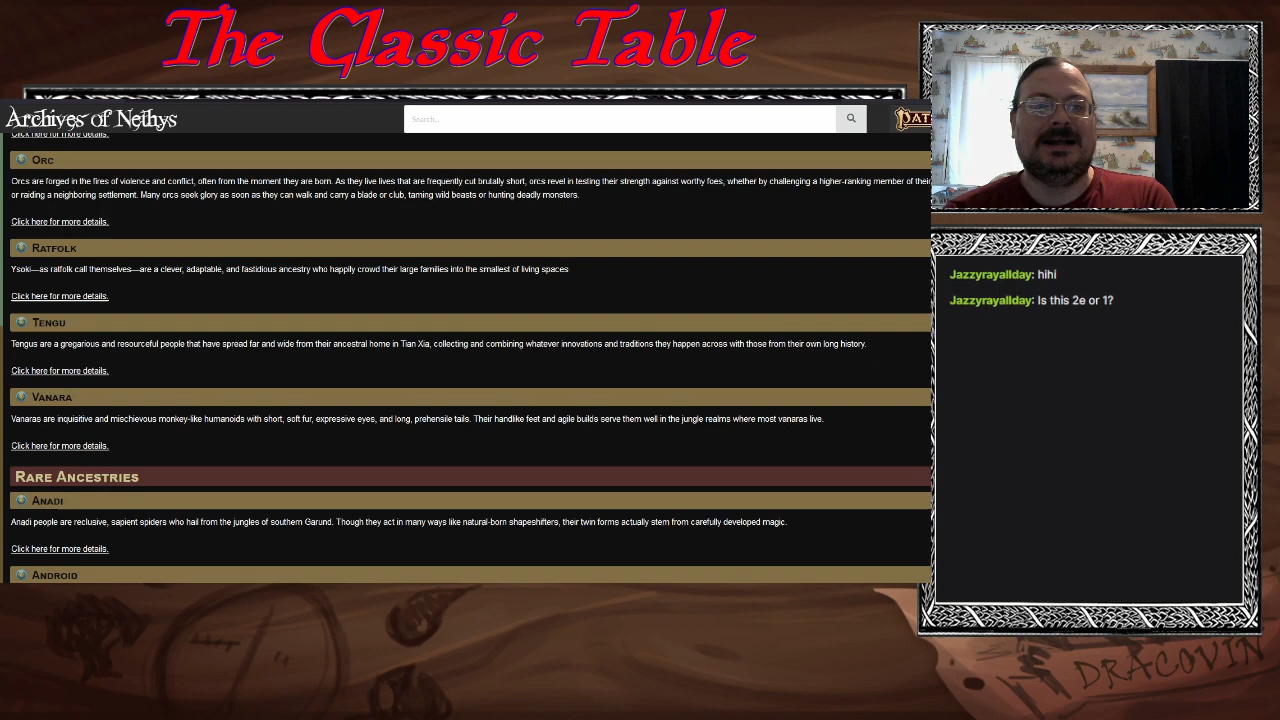 The Classic Table
Archives of Nethys
Search...
Click here for more details.
Orc
Orcs are forged in the fires of violence and conflict, often from the moment they are born. As they live lives that are frequently cut brutally short, orcs revel in testing their strength against worthy foes, whether by challenging a higher-ranking member of
or raiding a neighboring settlement. Many orcs seek glory as soon as they can walk and carry a blade or club, taming wild beasts or hunting deadly monsters.
Click here for more details.
Ratfolk
Ysoki—as ratfolk call themselves—are a clever, adaptable, and fastidious ancestry who happily crowd their large families into the smallest of living spaces
Click here for more details.
Tengu
Tengus are a gregarious and resourceful people that have spread far and wide from their ancestral home in Tian Xia, collecting and combining whatever innovations and traditions they happen across with those from their own long history.
Click here for more details.
Vanara
Vanaras are inquisitive and mischievous monkey-like humanoids with short, soft fur, expressive eyes, and long, prehensile tails. Their handlike feet and agile builds serve them well in the jungle realms where most vanaras live.
Click here for more details.
Rare Ancestries
Anadi
Anadi people are reclusive, sapient spiders who hail from the jungles of southern Garund. Though they act in many ways like natural-born shapeshifters, their twin forms actually stem from carefully developed magic.
Click here for more details.
Android
Jazzyrayallday: hihi
Jazzyrayallday: Is this 2e or 1?
DRACOVIN